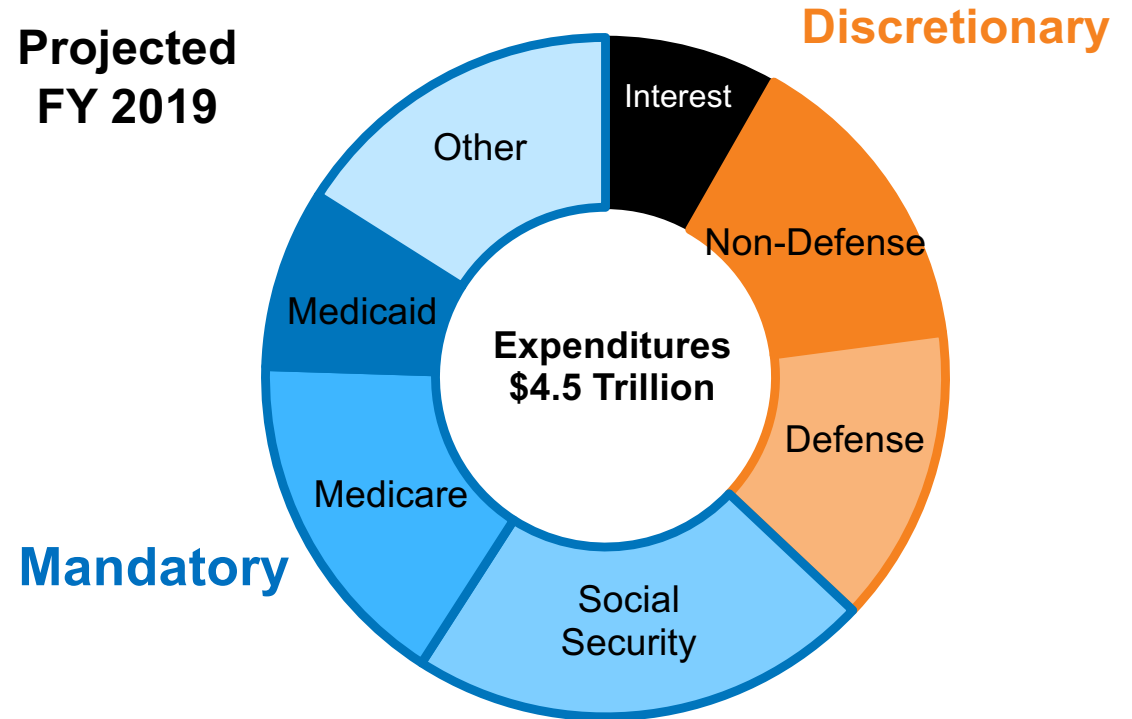 Projected
FY 2019
Discretionary
Interest
Other
Non-Defense
Medicaid
Expenditures
$4.5 Trillion
Defense
Medicare
Mandatory
Social
Security